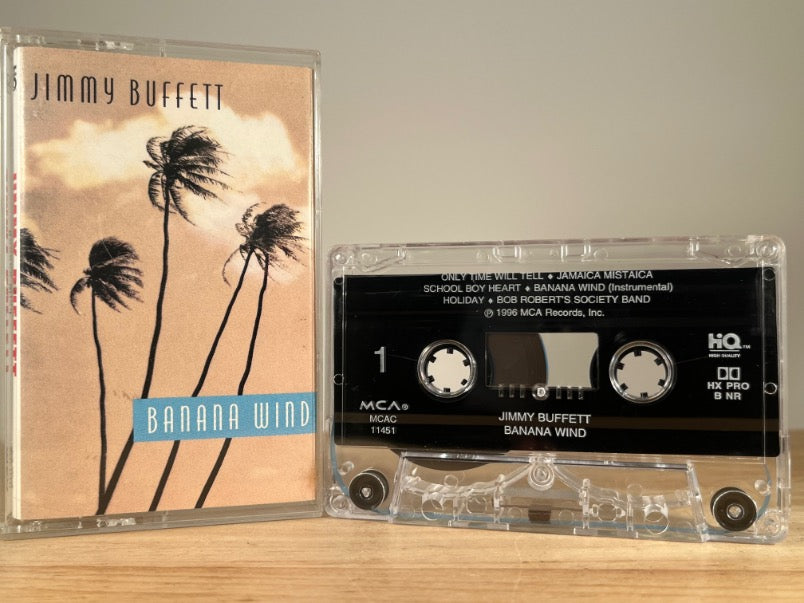 JIMMY BUFFETT
BANANA WIND
ONLY TIME WILL TELL ♦ JAMAICA MISTAICA
SCHOOL BOY HEART ♦ BANANA WIND (Instrumental)
HOLIDAY ♦ BOB ROBERT'S SOCIETY BAND
℗ 1996 MCA Records, Inc.
1
HiQ™
HIGH QUALITY
HX PRO
B NR
MCA®
MCAC
11451
JIMMY BUFFETT
BANANA WIND